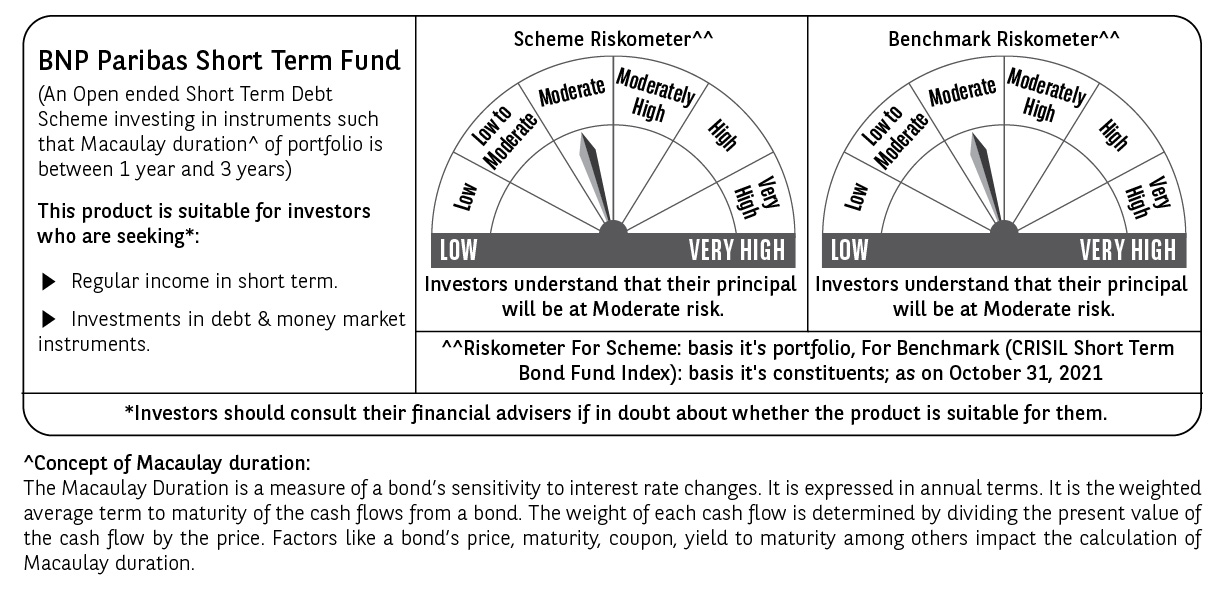 BNP Paribas Short Term Fund
(An Open ended Short Term Debt
Scheme investing in instruments such
that Macaulay duration^ of portfolio is
between 1 year and 3 years)
This product is suitable for investors
who are seeking*:
▶ Regular income in short term.
▶ Investments in debt & money market
instruments.
Scheme Riskometer^^
Low
Low to
Moderate
Moderate
Moderately
High
High
Very
High
LOW
VERY HIGH
Investors understand that their principal
will be at Moderate risk.
Benchmark Riskometer^^
Low
Low to
Moderate
Moderate
Moderately
High
High
Very
High
LOW
VERY HIGH
Investors understand that their principal
will be at Moderate risk.
^^Riskometer For Scheme: basis it's portfolio, For Benchmark (CRISIL Short Term
Bond Fund Index): basis it's constituents; as on October 31, 2021
*Investors should consult their financial advisers if in doubt about whether the product is suitable for them.
^Concept of Macaulay duration:
The Macaulay Duration is a measure of a bond’s sensitivity to interest rate changes. It is expressed in annual terms. It is the weighted
average term to maturity of the cash flows from a bond. The weight of each cash flow is determined by dividing the present value of
the cash flow by the price. Factors like a bond’s price, maturity, coupon, yield to maturity among others impact the calculation of
Macaulay duration.